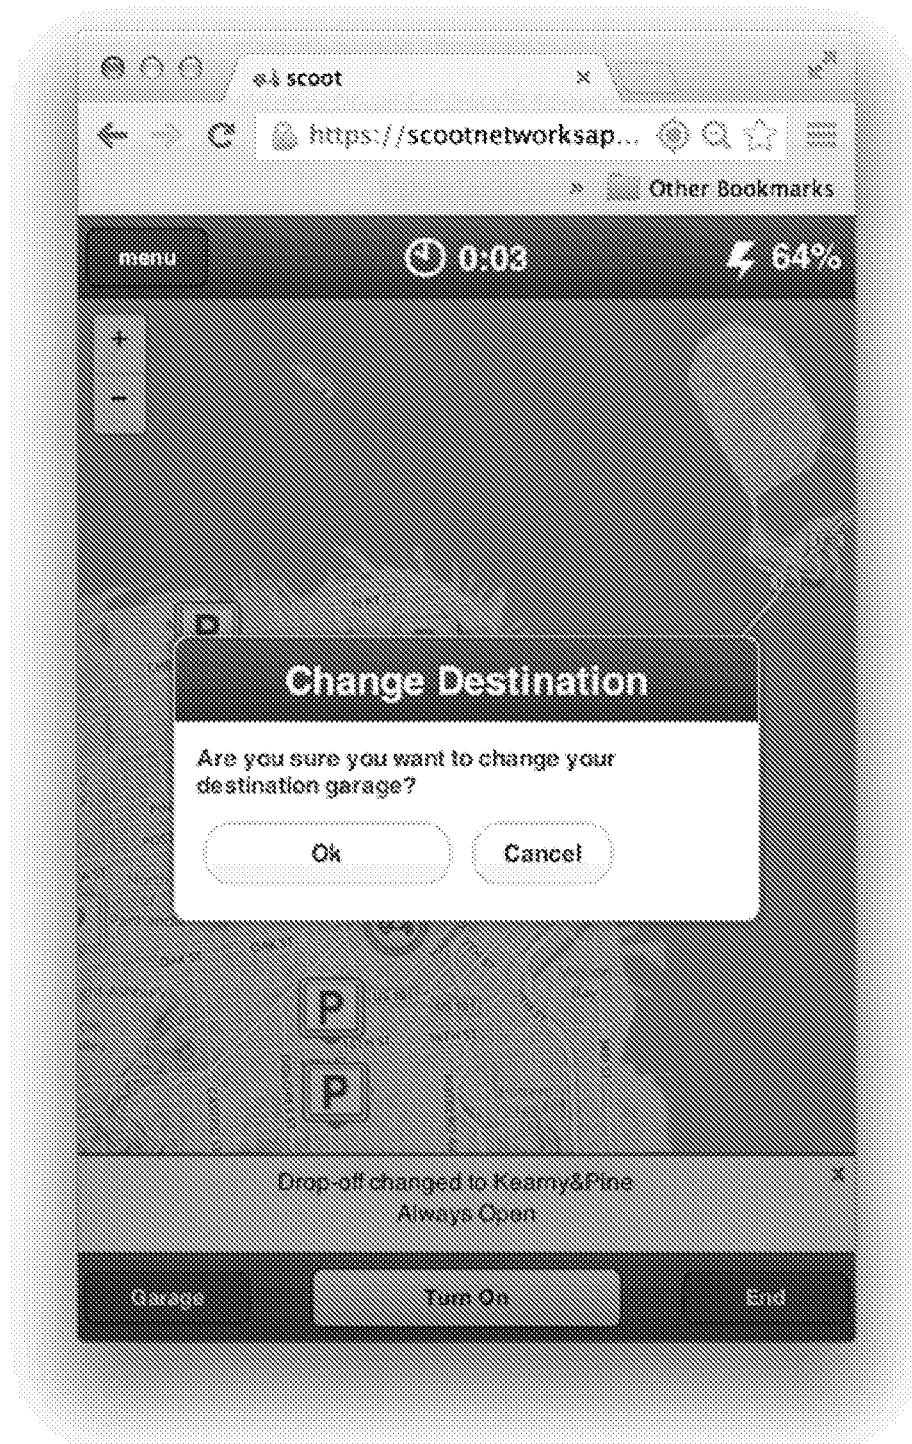 scoot
https://scootnetworksap...
» Other Bookmarks
menu 0:03 64%
+
-
P
Change Destination
Are you sure you want to change your
destination garage?
Ok Cancel
P
P
Drop-off changed to Kearny&Pine
Always Open
Garage Turn On End